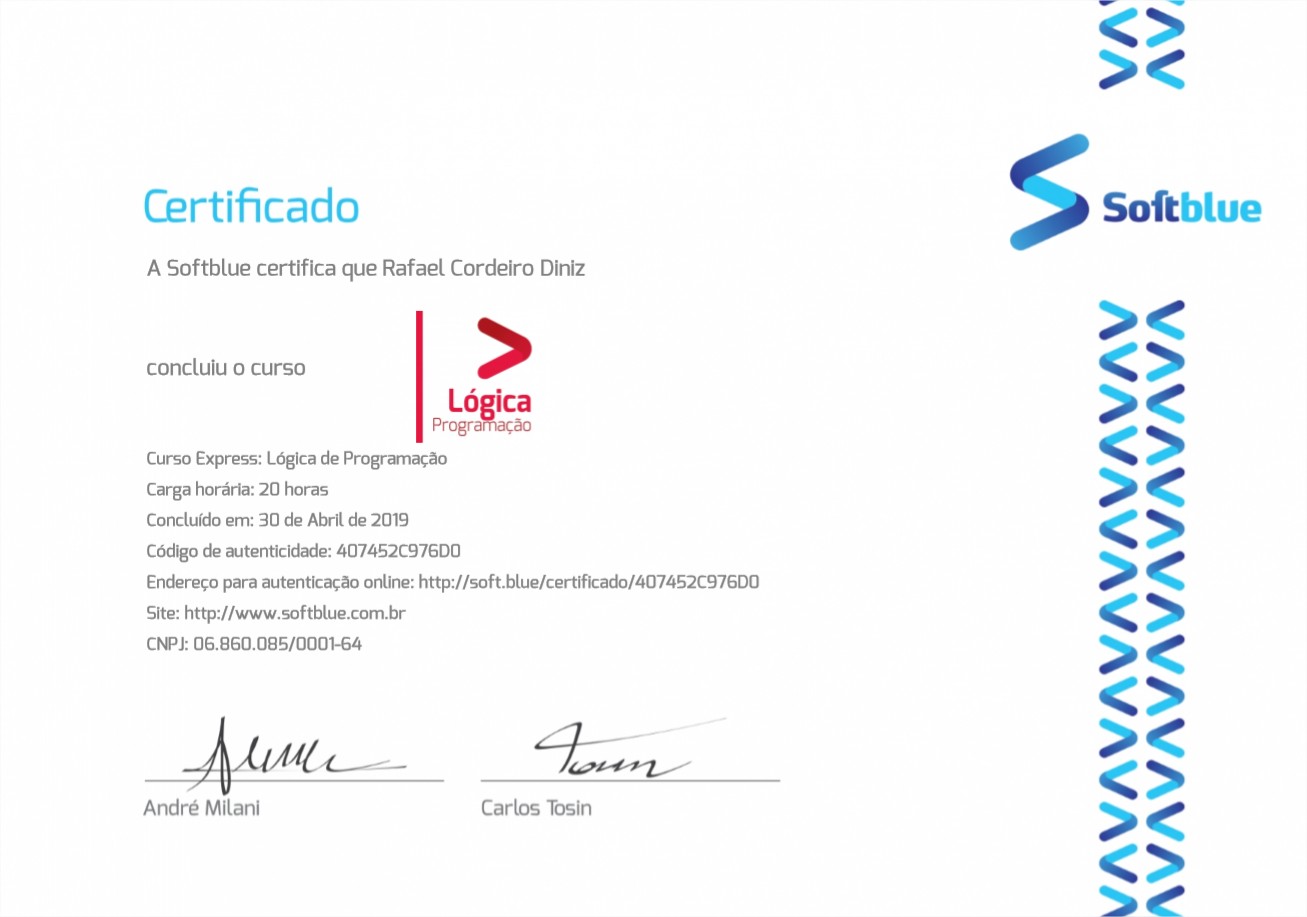 Softblue
Certificado
A Softblue certifica que Rafael Cordeiro Diniz
concluiu o curso
Lógica
Programação
Curso Express: Lógica de Programação
Carga horária: 20 horas
Concluído em: 30 de Abril de 2019
Código de autenticidade: 407452C976D0
Endereço para autenticação online: http://soft.blue/certificado/407452C976D0
Site: http://www.softblue.com.br
CNPJ: 06.860.085/0001-64
André Milani
Carlos Tosin